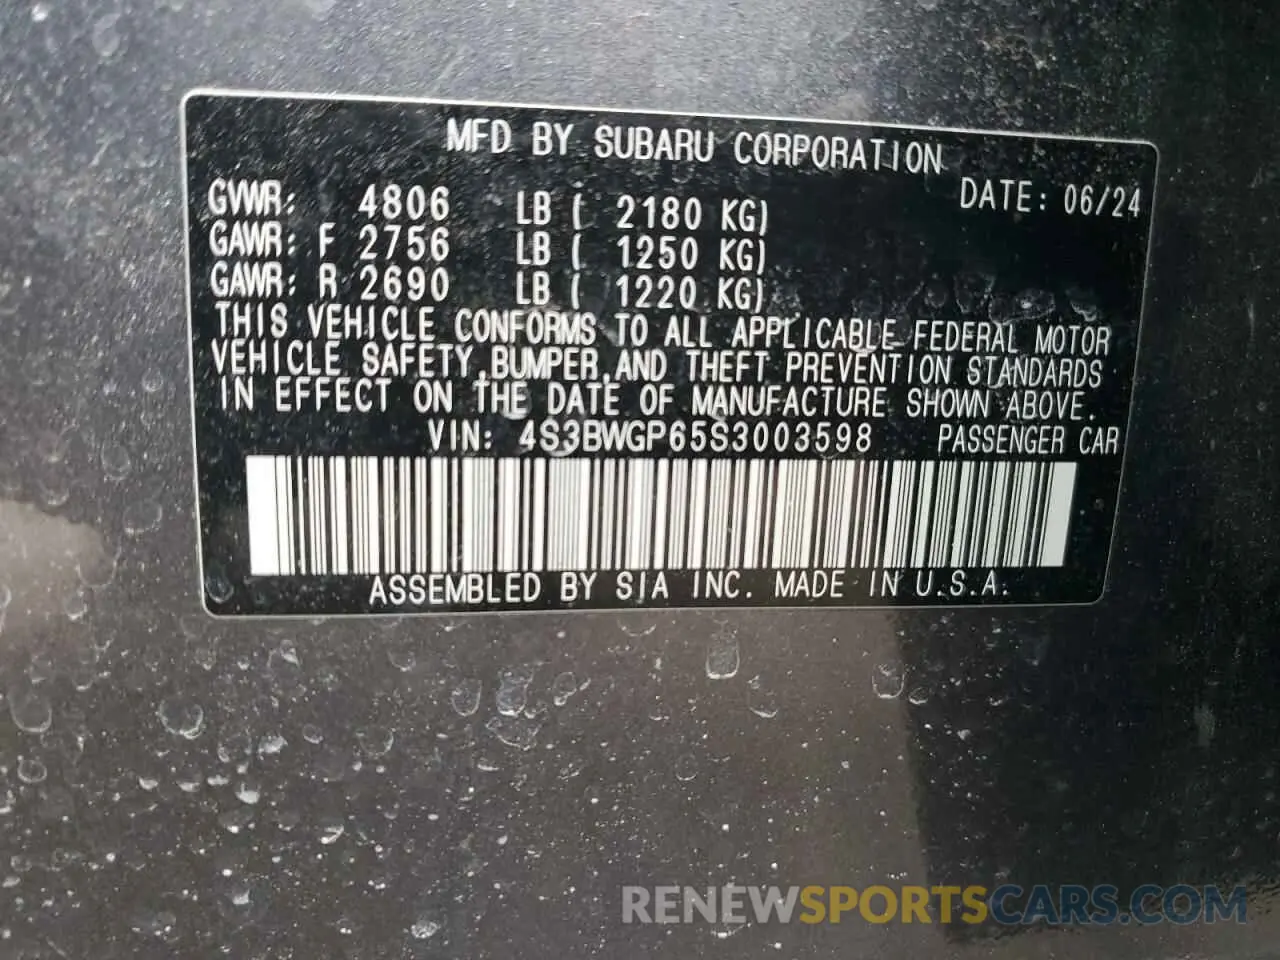 MFD BY SUBARU CORPORATION
DATE: 06/24
GVWR: 4806 LB ( 2180 KG)
GAWR: F 2756 LB ( 1250 KG)
GAWR: R 2690 LB ( 1220 KG)
THIS VEHICLE CONFORMS TO ALL APPLICABLE FEDERAL MOTOR
VEHICLE SAFETY,BUMPER,AND THEFT PREVENTION STANDARDS
IN EFFECT ON THE DATE OF MANUFACTURE SHOWN ABOVE.
VIN: 4S3BWGP65S3003598 PASSENGER CAR
ASSEMBLED BY SIA INC. MADE IN U.S.A.
RENEWSPORTSCARS.COM